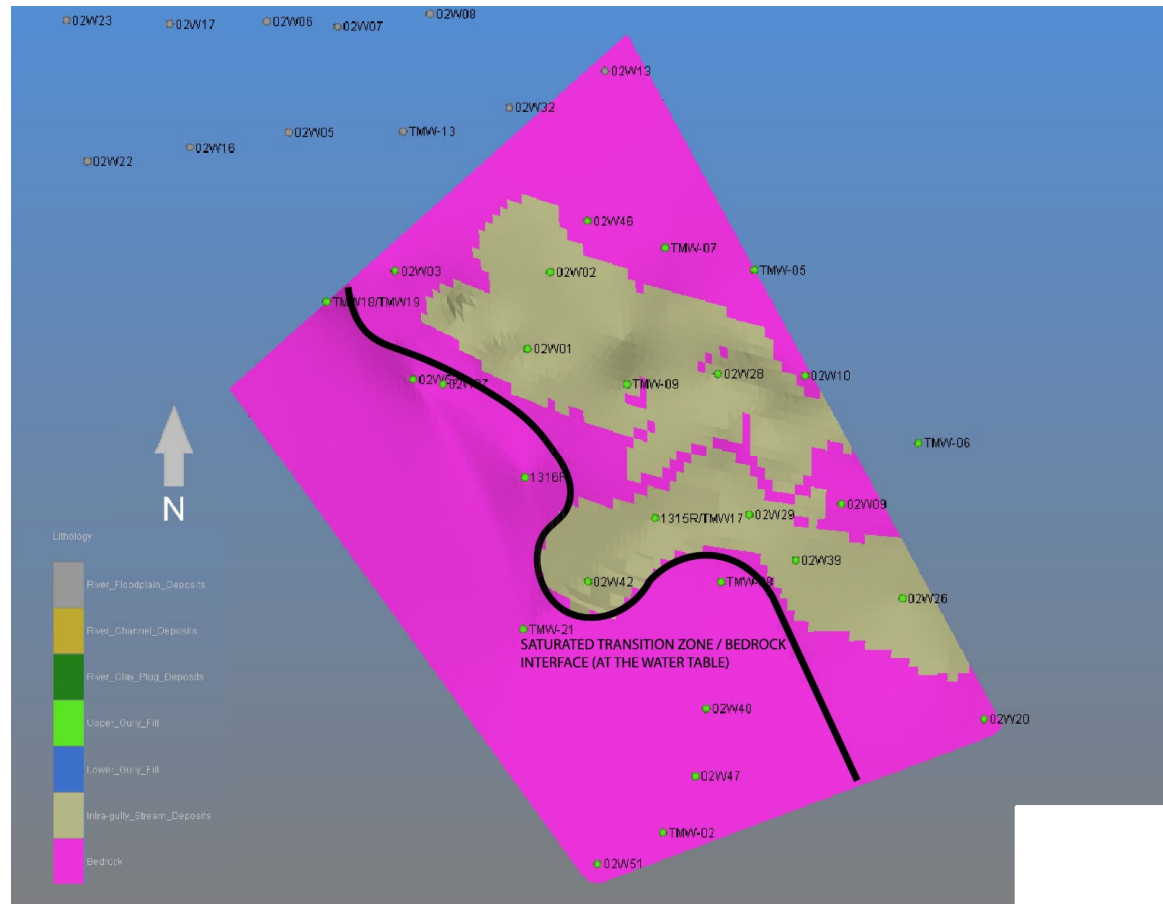 02W23
02W17
02W06
02W07
02W08
02W13
02W32
02W05
TMW-13
02W16
02W22
02W46
TMW-07
02W03
02W02
TMW-05
TMW18/TMW19
02W01
02W28
02W10
TMW-09
TMW-06
N
1316R
02W09
1315R/TMW17
02W29
Lithology
02W39
River_Floodplain_Deposits
02W42
02W26
River_Channel_Deposits
TMW-21
SATURATED TRANSITION ZONE / BEDROCK
INTERFACE (AT THE WATER TABLE)
River_Clay_Plug_Deposits
02W40
02W20
Upper_Gully_Fill
02W47
Lower_Gully_Fill
Intra-gully_Stream_Deposits
TMW-02
Bedrock
02W51